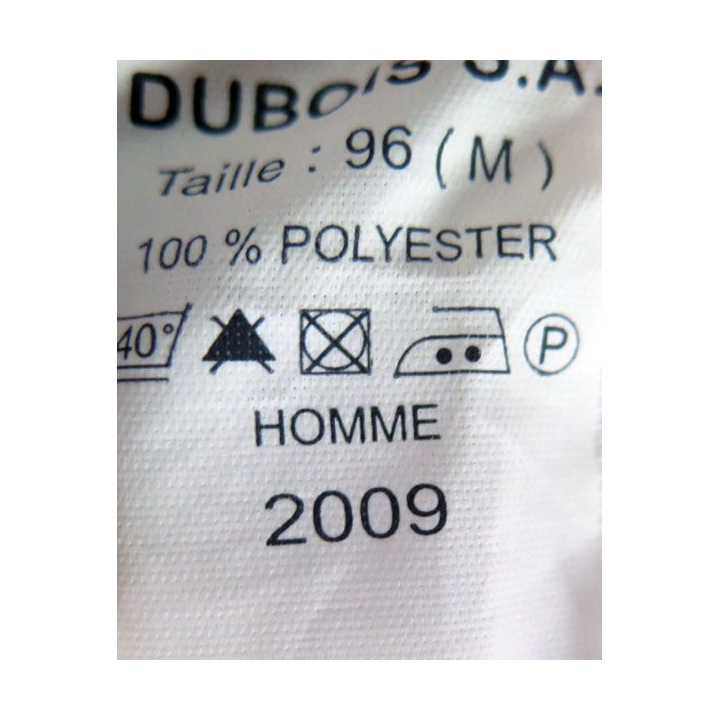 DUBOIS S.A.
Taille : 96 ( M )
100 % POLYESTER
40° P
HOMME
2009